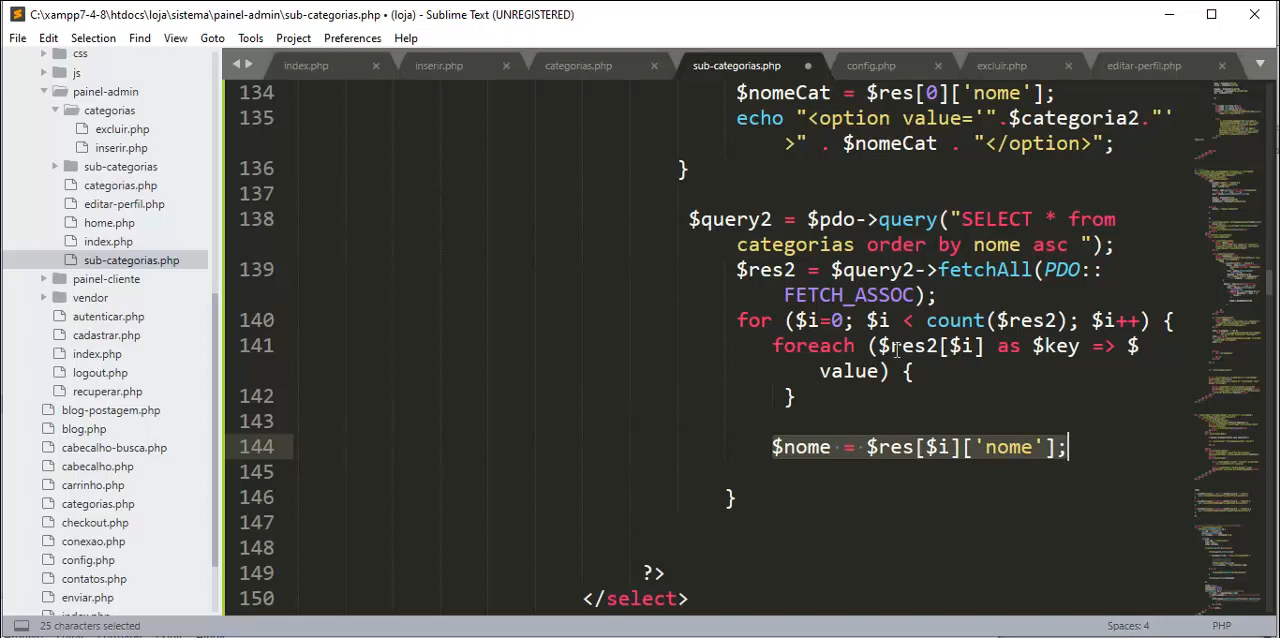 C:\xampp7-4-8\htdocs\loja\sistema\painel-admin\sub-categorias.php • (loja) - Sublime Text (UNREGISTERED)
File Edit Selection Find View Goto Tools Project Preferences Help
css
js
painel-admin
categorias
excluir.php
inserir.php
sub-categorias
categorias.php
editar-perfil.php
home.php
index.php
sub-categorias.php
painel-cliente
vendor
autenticar.php
cadastrar.php
index.php
logout.php
recuperar.php
blog-postagem.php
blog.php
cabecalho-busca.php
cabecalho.php
carrinho.php
categorias.php
checkout.php
conexao.php
config.php
contatos.php
enviar.php
index.php inserir.php categorias.php sub-categorias.php config.php excluir.php editar-perfil.php
134 $nomeCat = $res[0]['nome'];
135 echo "<option value='".$categoria2."'
>" . $nomeCat . "</option>";
136 }
137
138 $query2 = $pdo->query("SELECT * from
categorias order by nome asc ");
139 $res2 = $query2->fetchAll(PDO::
FETCH_ASSOC);
140 for ($i=0; $i < count($res2); $i++) {
141 foreach ($res2[$i] as $key => $
value) {
142 }
143
144 $nome = $res[$i]['nome'];
145
146 }
147
148
149 ?>
150 </select>
25 characters selected Spaces: 4 PHP